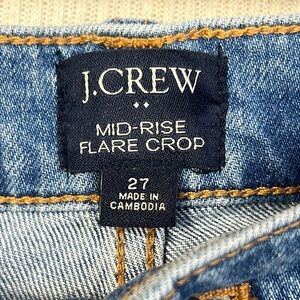 J.CREW
••
MID-RISE
FLARE CROP
27
MADE IN
CAMBODIA